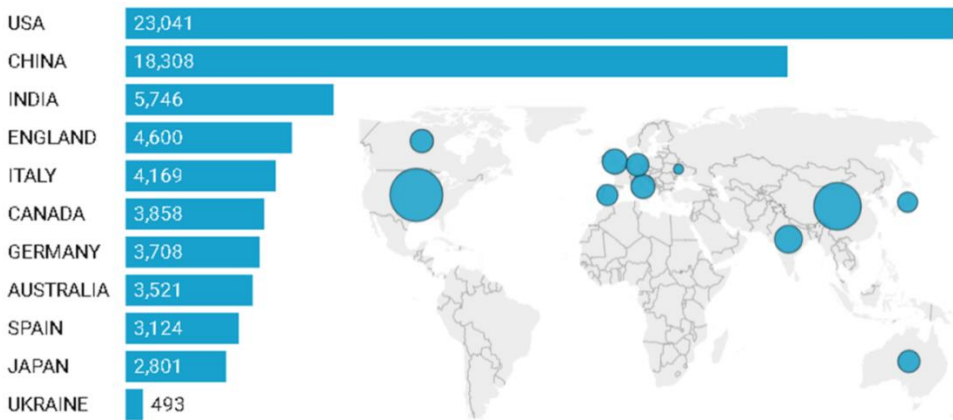 USA 23,041
CHINA 18,308
INDIA 5,746
ENGLAND 4,600
ITALY 4,169
CANADA 3,858
GERMANY 3,708
AUSTRALIA 3,521
SPAIN 3,124
JAPAN 2,801
UKRAINE 493